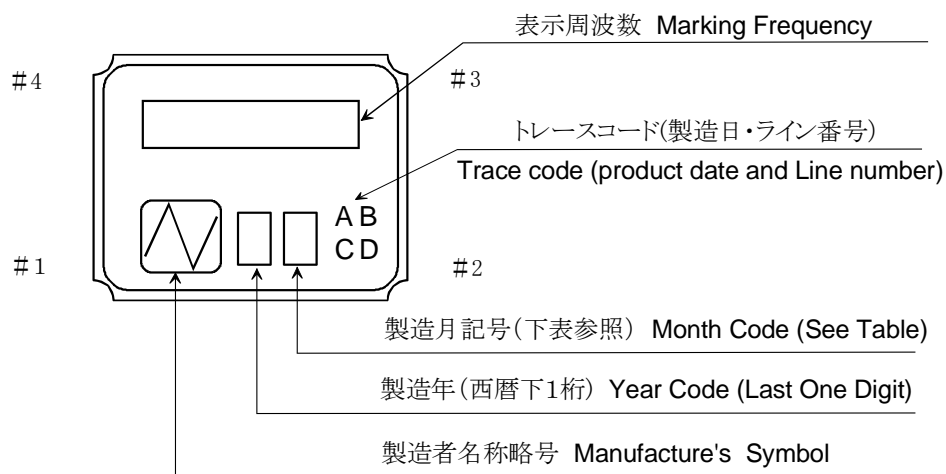 表示周波数 Marking Frequency
#4
#3
トレースコード(製造日・ライン番号)
Trace code (product date and Line number)
A B
C D
#1
#2
製造月記号(下表参照) Month Code (See Table)
製造年(西暦下1桁) Year Code (Last One Digit)
製造者名称略号 Manufacture's Symbol